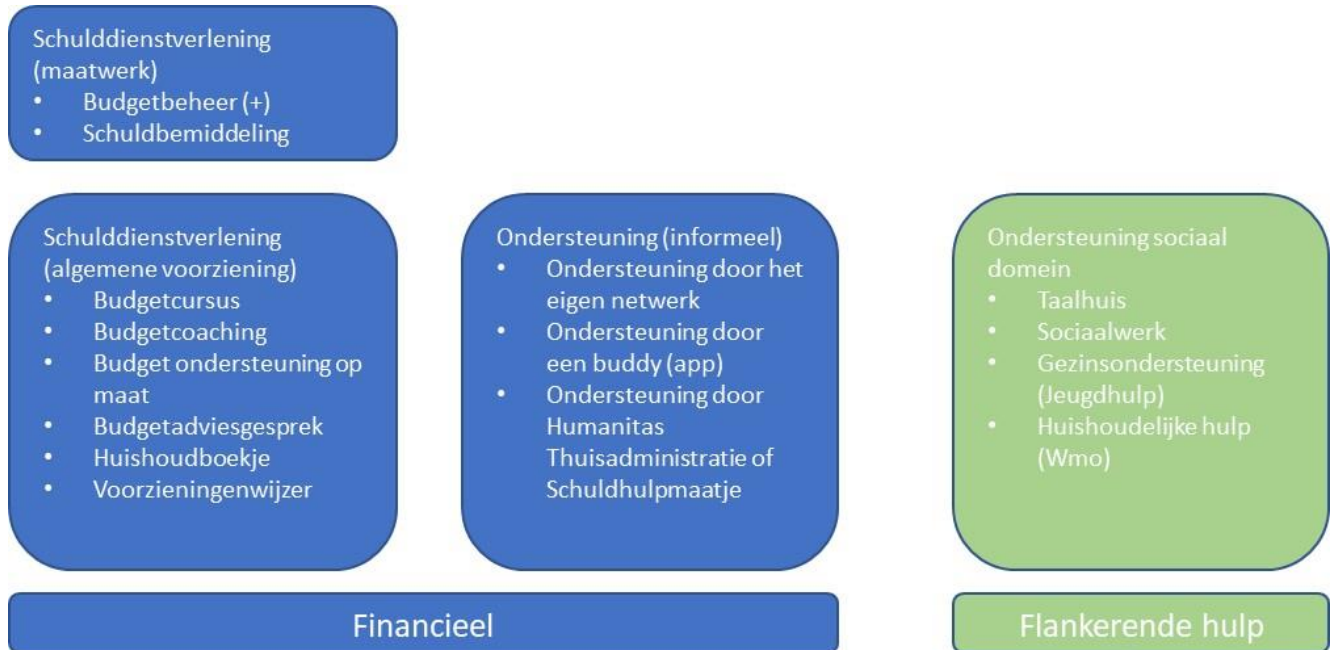 Schulddienstverlening
(maatwerk)
• Budgetbeheer (+)
• Schuldbemiddeling
Schulddienstverlening
(algemene voorziening)
• Budgetcursus
• Budgetcoaching
• Budget ondersteuning op
maat
• Budgetadviesgesprek
• Huishoudboekje
• Voorzieningenwijzer
Ondersteuning (informeel)
• Ondersteuning door het
eigen netwerk
• Ondersteuning door
een buddy (app)
• Ondersteuning door
Humanitas
Thuisadministratie of
Schuldhulpmaatje
Ondersteuning sociaal
domein
• Taalhuis
• Sociaalwerk
• Gezinsondersteuning
(Jeugdhulp)
• Huishoudelijke hulp
(Wmo)
Financieel
Flankerende hulp